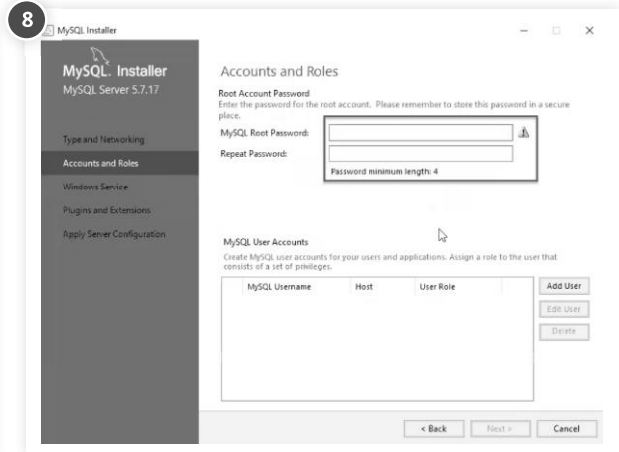 8
MySQL Installer
MySQL. Installer
MySQL Server 5.7.17
Type and Networking
Accounts and Roles
Windows Service
Plugins and Extensions
Apply Server Configuration
Accounts and Roles
Root Account Password
Enter the password for the root account. Please remember to store this password in a secure
place.
MySQL Root Password:
Repeat Password:
Password minimum length: 4
MySQL User Accounts
Create MySQL user accounts for your users and applications. Assign a role to the user that
consists of a set of privileges.
MySQL Username Host User Role
Add User
Edit User
Delete
< Back Next > Cancel